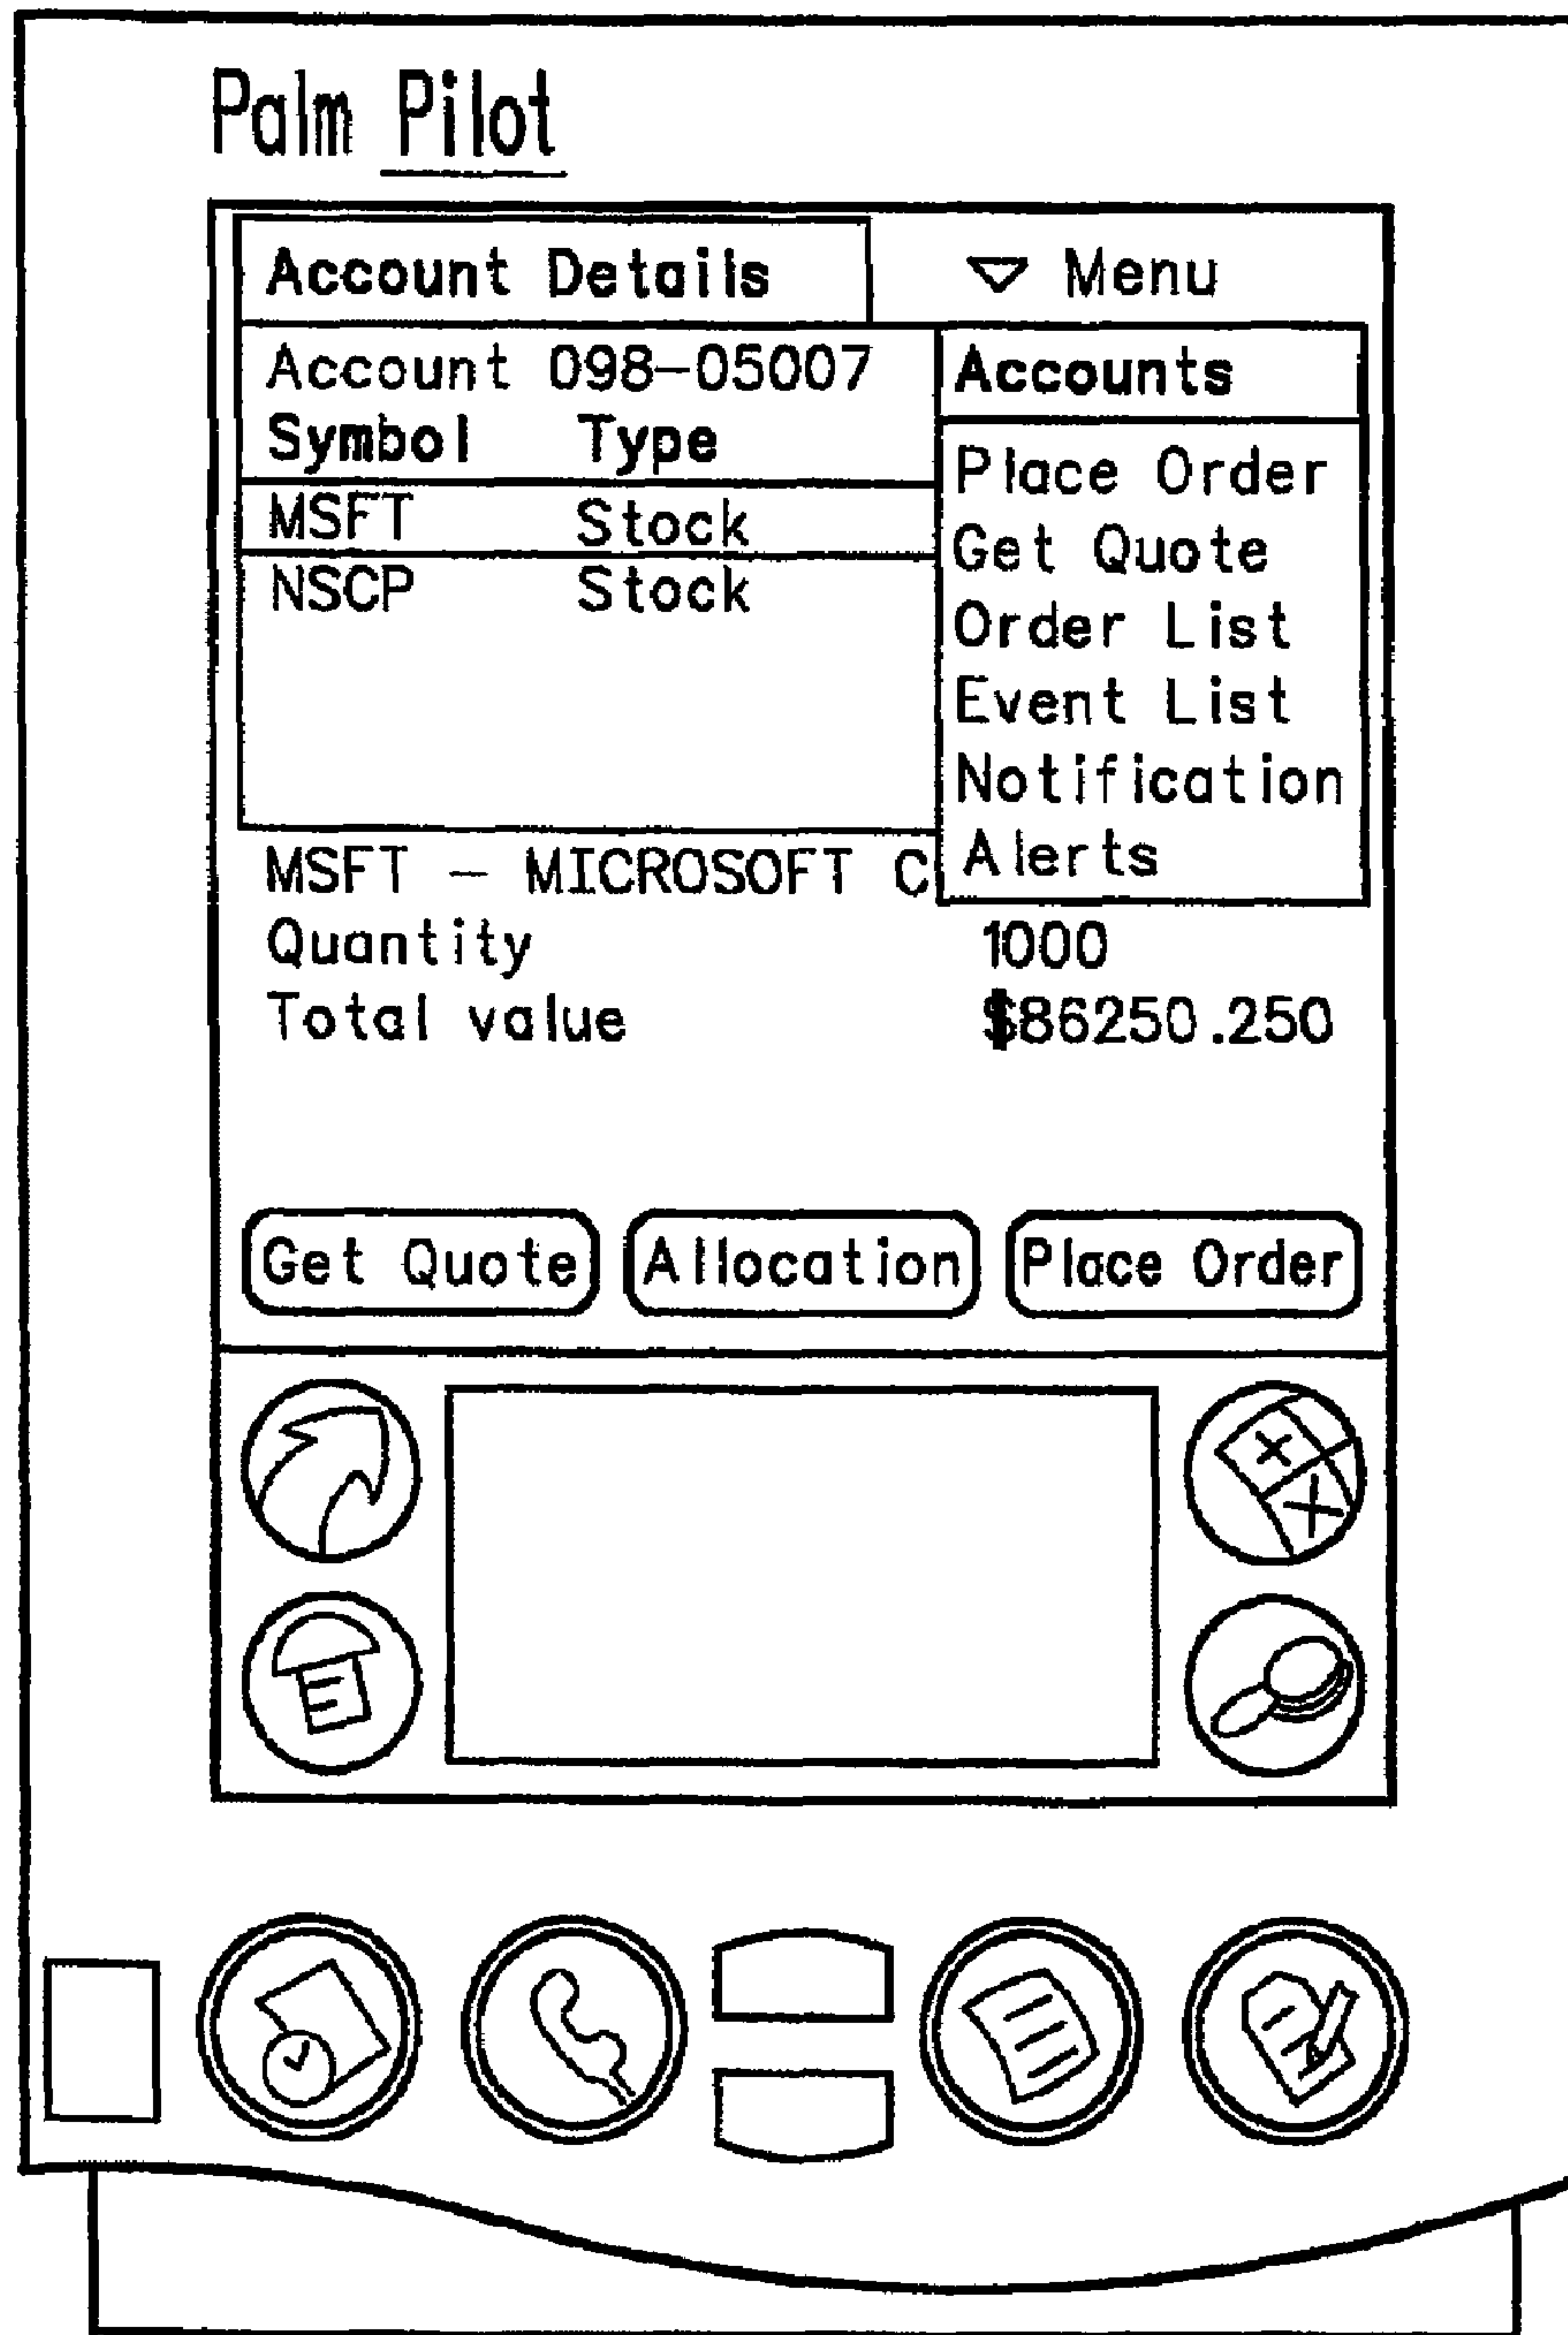 Palm Pilot
Account Details ▽ Menu
Account 098-05007
Symbol Type
MSFT Stock
NSCP Stock
Accounts
Place Order
Get Quote
Order List
Event List
Notification
Alerts
MSFT – MICROSOFT C
Quantity 1000
Total value $86250.250
Get Quote Allocation Place Order